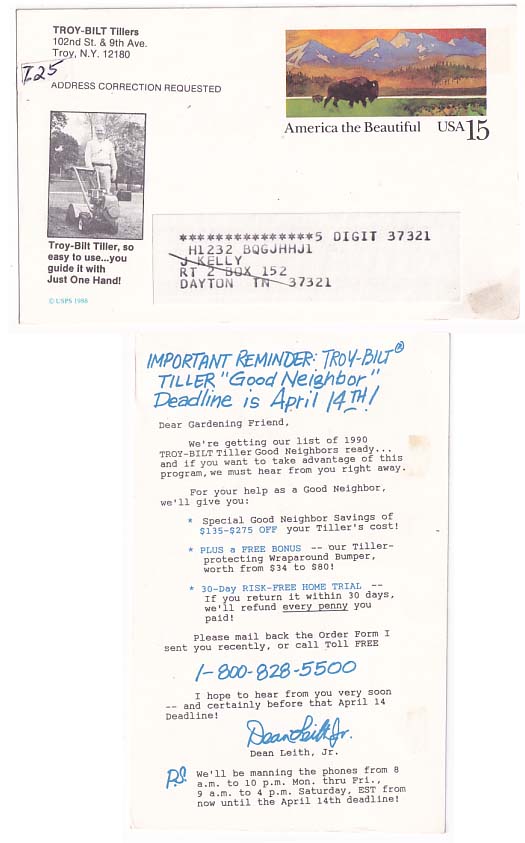 TROY-BILT Tillers
102nd St. & 9th Ave.
Troy, N.Y. 12180
I25
ADDRESS CORRECTION REQUESTED
America the Beautiful USA 15
Troy-Bilt Tiller, so
easy to use...you
guide it with
Just One Hand!
© USPS 1988
***************5 DIGIT 37321
H1232 BQGJHHJ1
J KELLY
RT 2 BOX 152
DAYTON TN 37321
IMPORTANT REMINDER: TROY-BILT®
TILLER "Good Neighbor"
Deadline is April 14TH!
Dear Gardening Friend,
We're getting our list of 1990
TROY-BILT Tiller Good Neighbors ready...
and if you want to take advantage of this
program, we must hear from you right away.
For your help as a Good Neighbor,
we'll give you:
* Special Good Neighbor Savings of
$135-$275 OFF your Tiller's cost!
* PLUS a FREE BONUS -- our Tiller-
protecting Wraparound Bumper,
worth from $34 to $80!
* 30-Day RISK-FREE HOME TRIAL --
If you return it within 30 days,
we'll refund every penny you
paid!
Please mail back the Order Form I
sent you recently, or call Toll FREE
1-800-828-5500
I hope to hear from you very soon
-- and certainly before that April 14
Deadline!
Dean Leith, Jr.
Dean Leith, Jr.
P.S. We'll be manning the phones from 8
a.m. to 10 p.m. Mon. thru Fri.,
9 a.m. to 4 p.m. Saturday, EST from
now until the April 14th deadline!